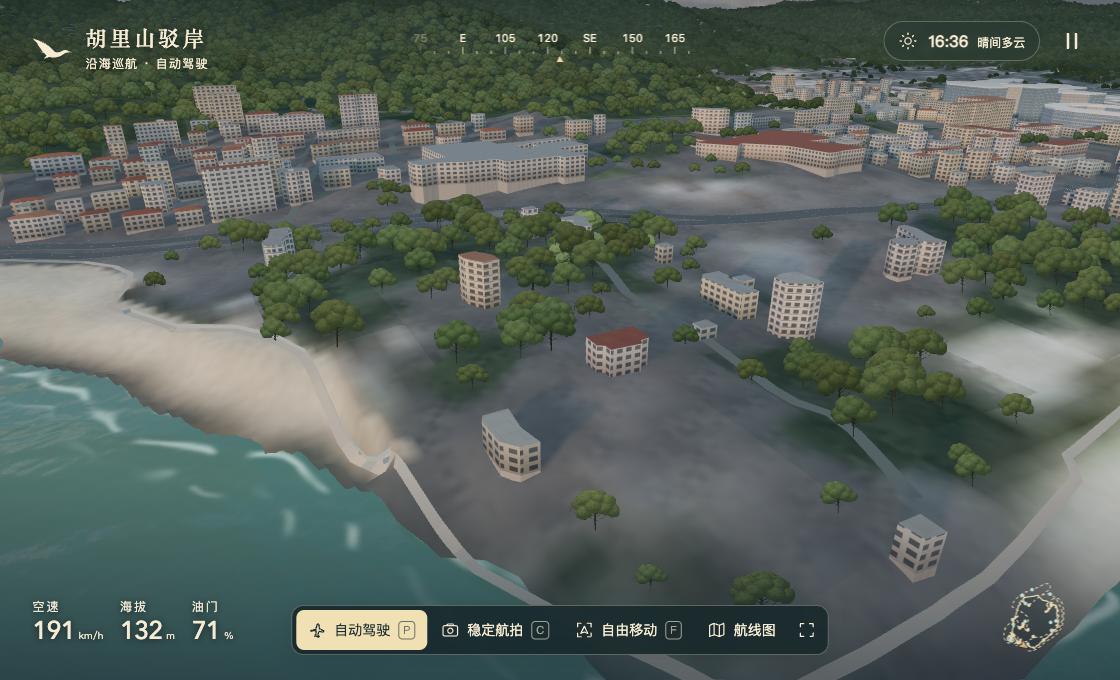 胡里山驳岸
沿海巡航 · 自动驾驶
75 E 105 120 SE 150 165
16:36 晴间多云
空速 海拔 油门
191 km/h 132 m 71 %
自动驾驶 P 稳定航拍 C 自由移动 F 航线图